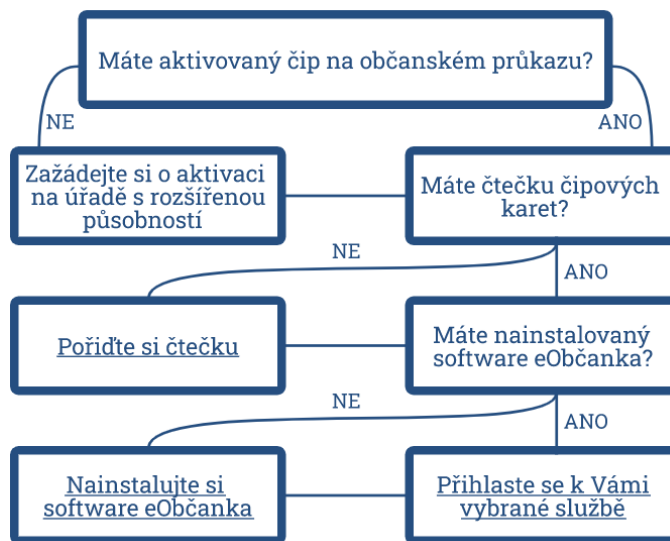 Máte aktivovaný čip na občanském průkazu?
NE
ANO
Zažádejte si o aktivaci
na úřadě s rozšířenou
působností
Máte čtečku čipových
karet?
NE
ANO
Pořiďte si čtečku
Máte nainstalovaný
software eObčanka?
NE
ANO
Nainstalujte si
software eObčanka
Přihlaste se k Vámi
vybrané službě